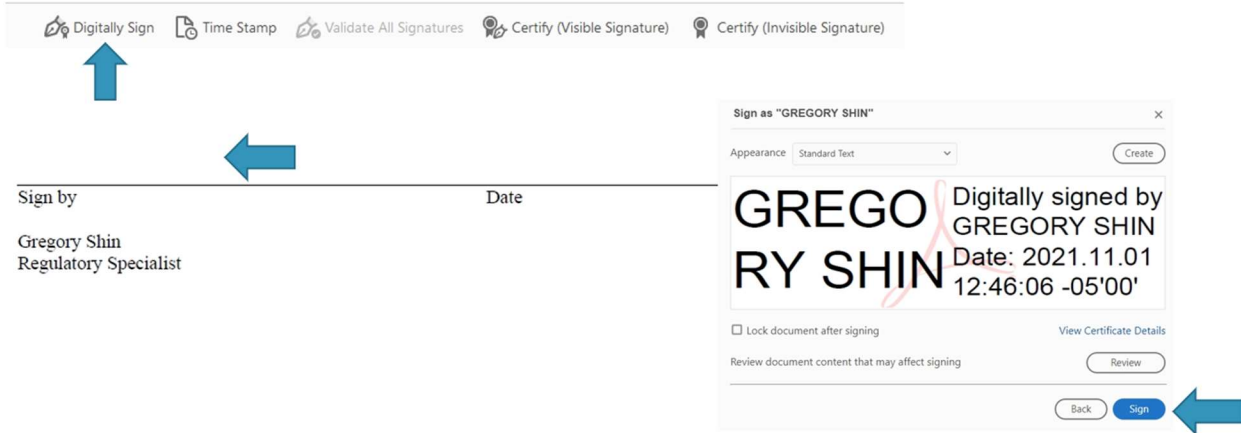 Digitally Sign Time Stamp Validate All Signatures Certify (Visible Signature) Certify (Invisible Signature)
Sign by Date
Gregory Shin
Regulatory Specialist
Sign as "GREGORY SHIN"
Appearance Standard Text Create
GREGO
RY SHIN
Digitally signed by
GREGORY SHIN
Date: 2021.11.01
12:46:06 -05'00'
Lock document after signing View Certificate Details
Review document content that may affect signing Review
Back Sign